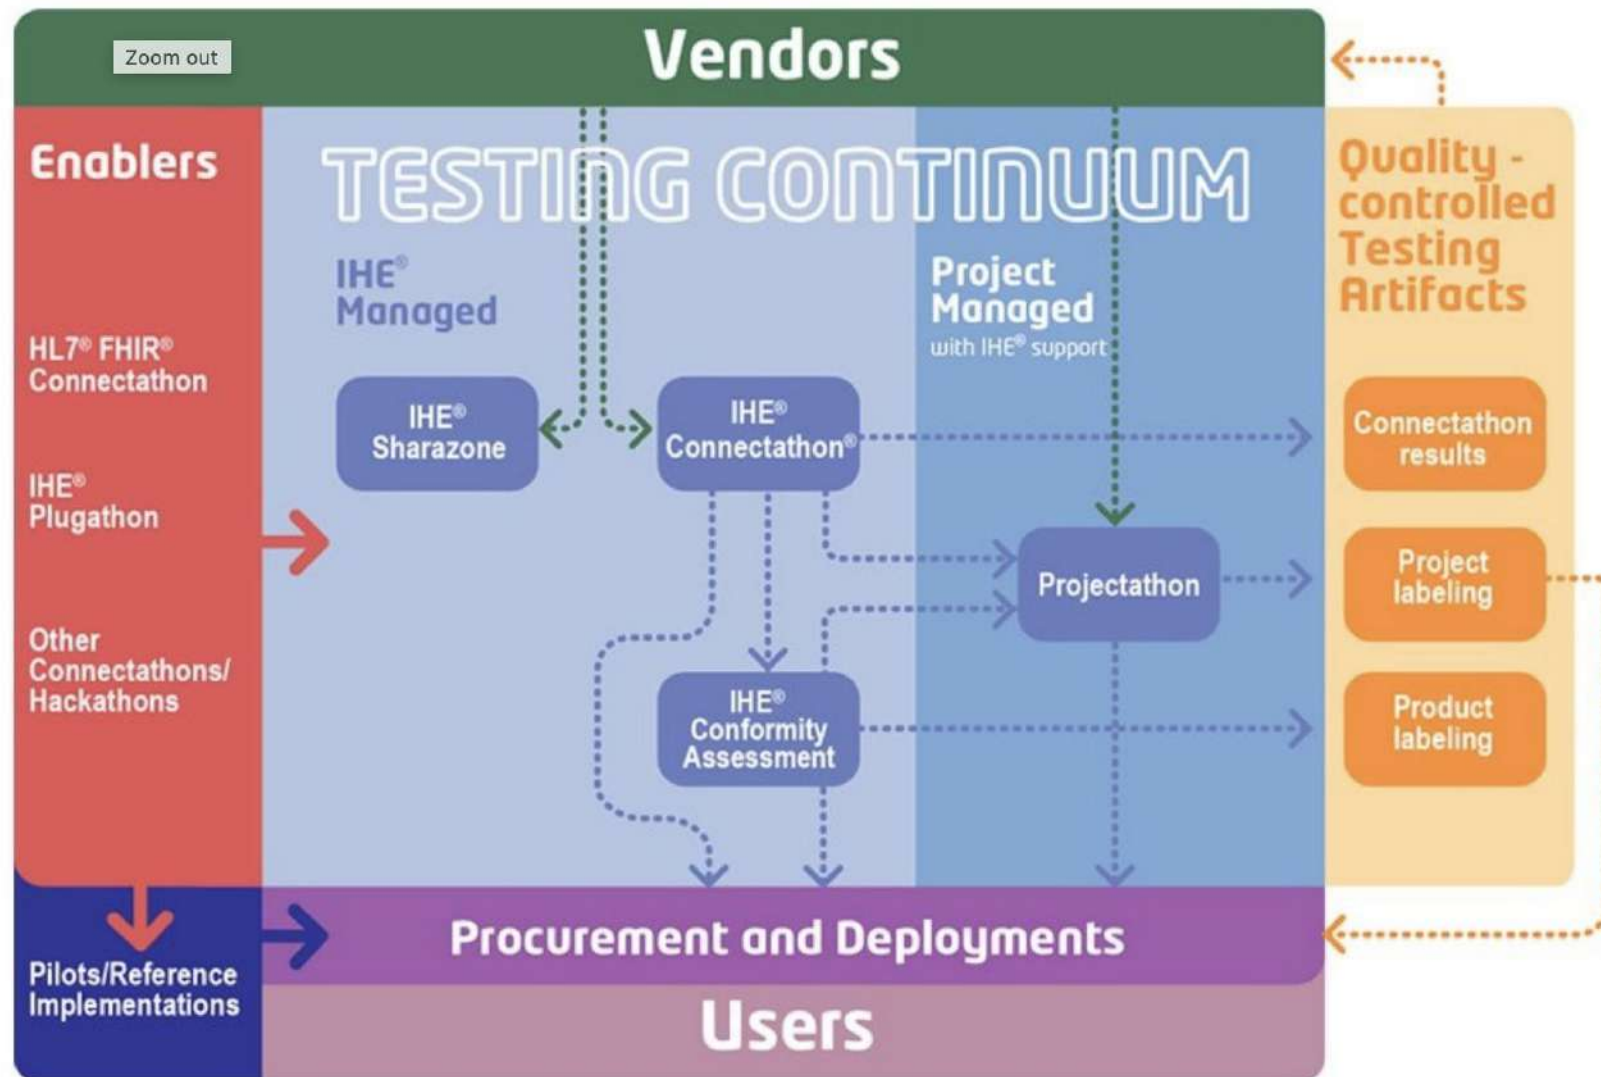 Vendors
Zoom out
Enablers
HL7® FHIR®
Connectathon
IHE®
Plugathon
Other
Connectathons/
Hackathons
TESTING CONTINUUM
IHE®
Managed
IHE®
Sharazone
IHE®
Connectathon®
IHE®
Conformity
Assessment
Project
Managed
with IHE® support
Projectathon
Quality -
controlled
Testing
Artifacts
Connectathon
results
Project
labeling
Product
labeling
Pilots/Reference
Implementations
Procurement and Deployments
Users